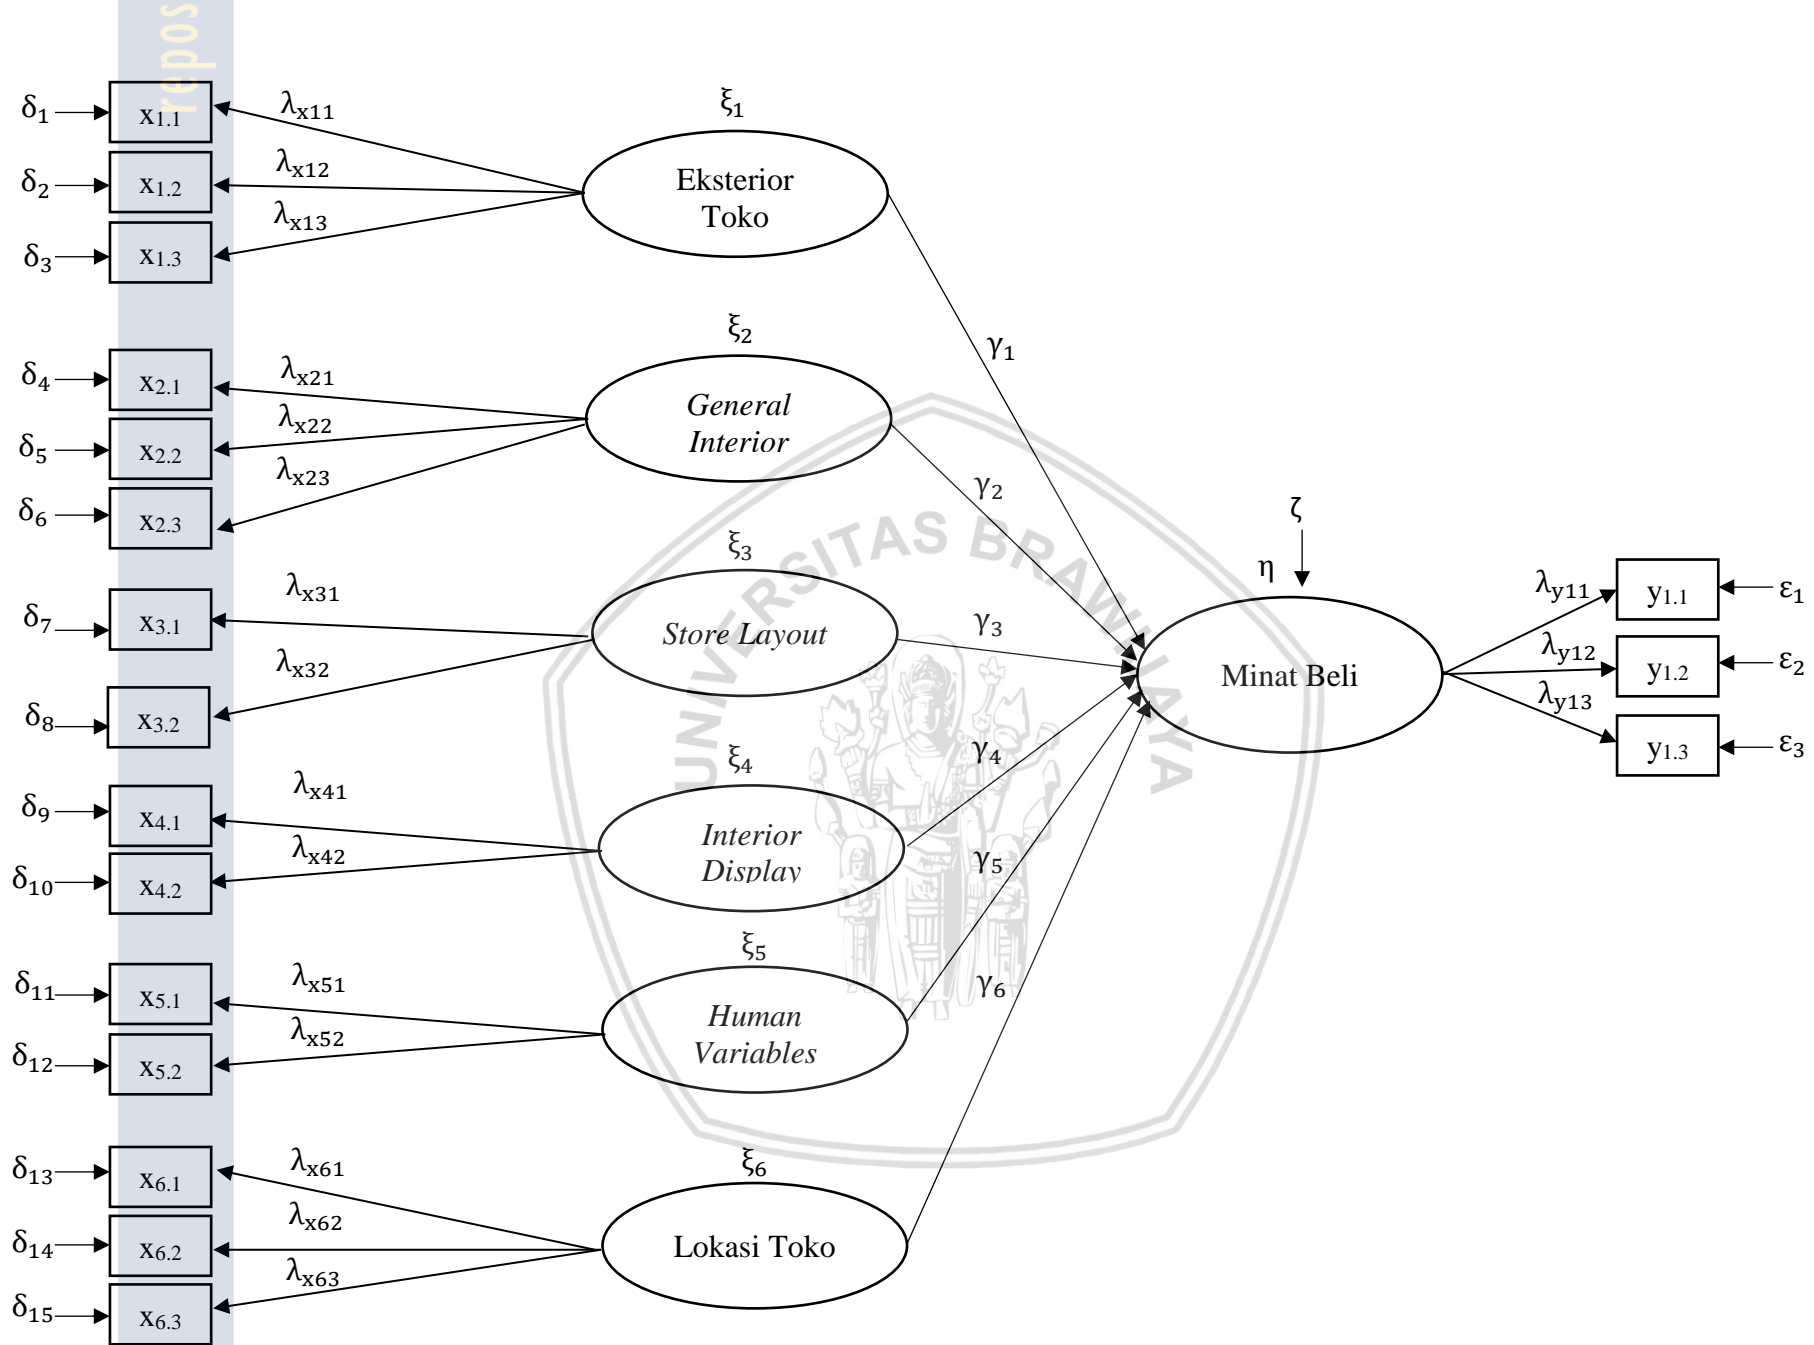 repos
δ₁ x₁.₁ λₓ₁₁ ξ₁
δ₂ x₁.₂ λₓ₁₂ Eksterior
Toko
δ₃ x₁.₃ λₓ₁₃
γ₁
ξ₂
δ₄ x₂.₁ λₓ₂₁ General
Interior
δ₅ x₂.₂ λₓ₂₂
δ₆ x₂.₃ λₓ₂₃
γ₂
UNIVERSITAS BRAWIJAYA
ξ₃
δ₇ x₃.₁ λₓ₃₁ Store Layout
δ₈ x₃.₂ λₓ₃₂
γ₃
ζ
η
Minat Beli
λy₁₁ y₁.₁ ε₁
λy₁₂ y₁.₂ ε₂
λy₁₃ y₁.₃ ε₃
ξ₄
δ₉ x₄.₁ λₓ₄₁ Interior
Display
δ₁₀ x₄.₂ λₓ₄₂
γ₄
γ₅
ξ₅
δ₁₁ x₅.₁ λₓ₅₁ Human
Variables
δ₁₂ x₅.₂ λₓ₅₂
γ₆
ξ₆
δ₁₃ x₆.₁ λₓ₆₁
δ₁₄ x₆.₂ λₓ₆₂ Lokasi Toko
δ₁₅ x₆.₃ λₓ₆₃